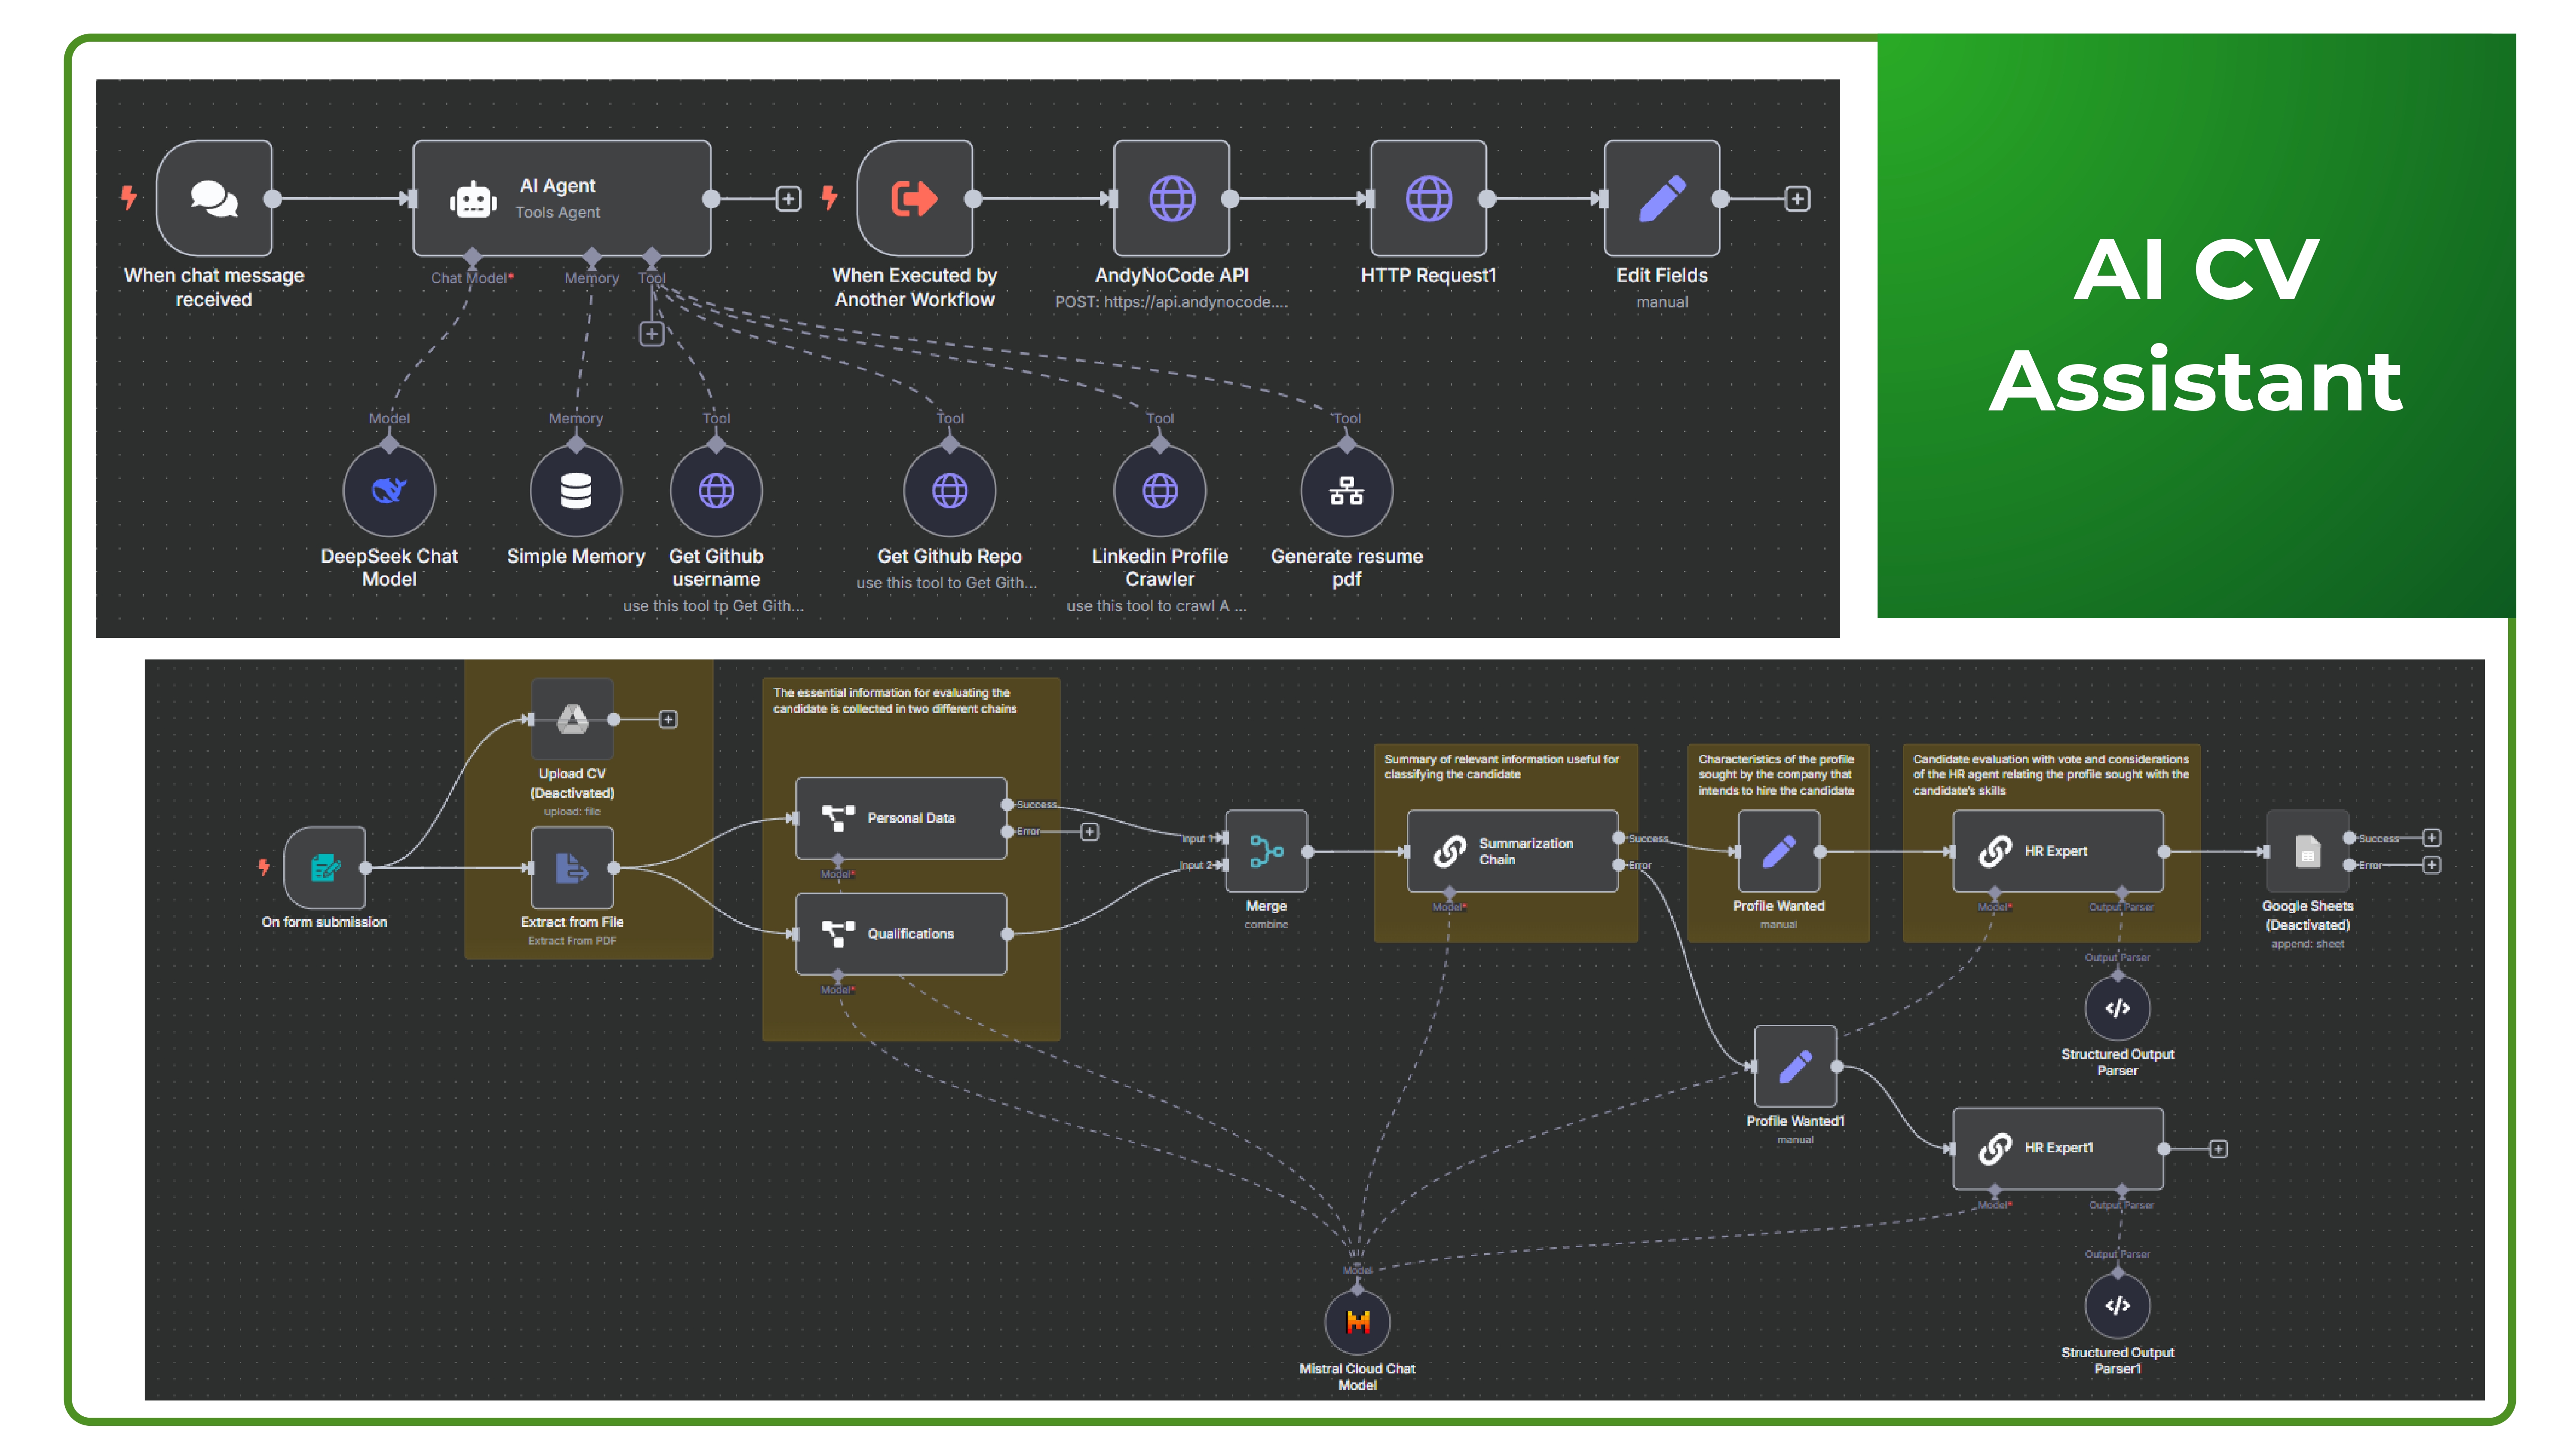 AI CV
Assistant
AI Agent
Tools Agent
Chat Model*
Memory
Tool
When chat message
received
When Executed by
Another Workflow
AndyNoCode API
POST: https://api.andynocode....
HTTP Request1
Edit Fields
manual
Model
Memory
Tool
Tool
Tool
Tool
DeepSeek Chat
Model
Simple Memory
Get Github
username
use this tool tp Get Gith...
Get Github Repo
use this tool to Get Gith...
Linkedin Profile
Crawler
use this tool to crawl A ...
Generate resume
pdf
On form submission
Upload CV
(Deactivated)
upload: file
Extract from File
Extract From PDF
The essential information for evaluating the
candidate is collected in two different chains
Personal Data
Success
Error
Model*
Qualifications
Model*
Input 1
Input 2
Merge
combine
Summary of relevant information useful for
classifying the candidate
Summarization
Chain
Success
Error
Model*
Characteristics of the profile
sought by the company that
intends to hire the candidate
Profile Wanted
manual
Candidate evaluation with vote and considerations
of the HR agent relating the profile sought with the
candidate's skills
HR Expert
Model*
Output Parser
Success
Error
Google Sheets
(Deactivated)
append: sheet
Output Parser
Structured Output
Parser
Profile Wanted1
manual
HR Expert1
Model*
Output Parser
Output Parser
Structured Output
Parser1
Model
Mistral Cloud Chat
Model